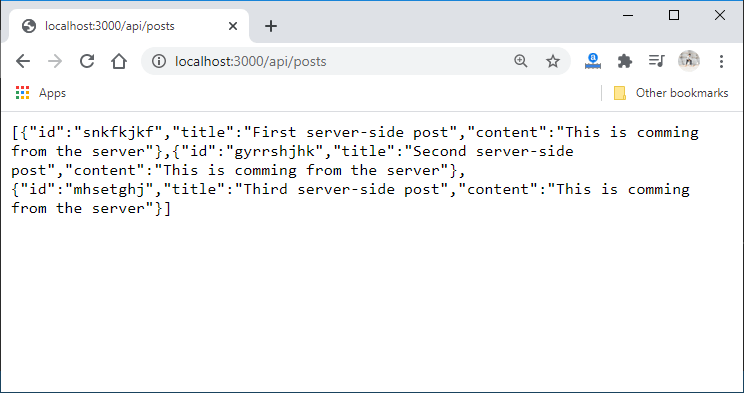 localhost:3000/api/posts
localhost:3000/api/posts
Apps
Other bookmarks
[{"id":"snkfkjkf","title":"First server-side post","content":"This is comming
from the server"},{"id":"gyrrshjhk","title":"Second server-side
post","content":"This is comming from the server"},
{"id":"mhsetghj","title":"Third server-side post","content":"This is comming
from the server"}]